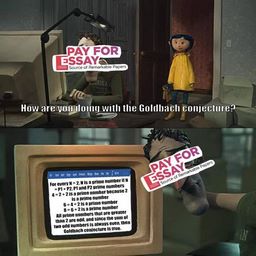 PAY FOR
ESSAY
Source of Remarkable Papers
How are you doing with the Goldbach conjecture?
PAY FOR
ESSAY
Source of Remarkable Papers
For every N > 2, N is a prime number if N
= P1 + P2, P1 and P2 prime numbers
4 - 2 = 2 is a prime number because 2
is a prime number
6 - 4 = 2 is a prime number
8 - 6 = 2 is a prime number
All prime numbers that are greater
than 2 are odd, and since the sum of
two odd numbers is always even, then
Goldbach conjecture is true.